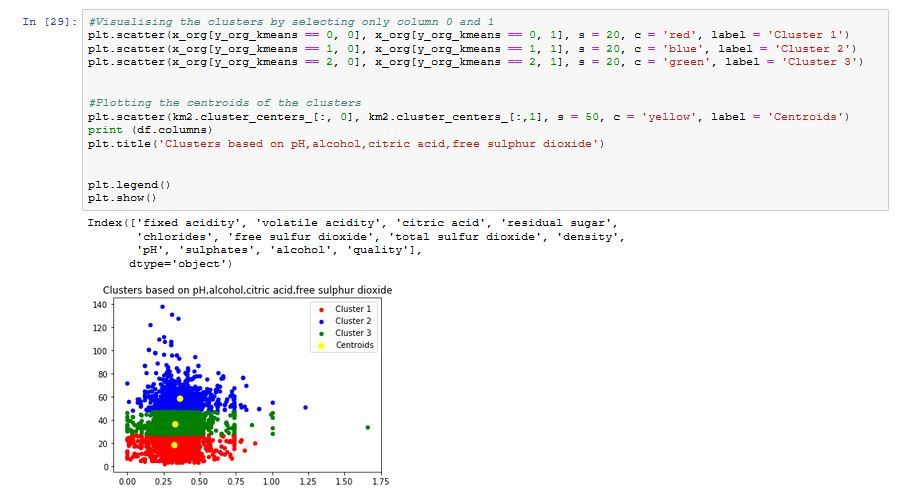 In [29]: #Visualising the clusters by selecting only column 0 and 1
plt.scatter(x_org[y_org_kmeans == 0, 0], x_org[y_org_kmeans == 0, 1], s = 20, c = 'red', label = 'Cluster 1')
plt.scatter(x_org[y_org_kmeans == 1, 0], x_org[y_org_kmeans == 1, 1], s = 20, c = 'blue', label = 'Cluster 2')
plt.scatter(x_org[y_org_kmeans == 2, 0], x_org[y_org_kmeans == 2, 1], s = 20, c = 'green', label = 'Cluster 3')
#Plotting the centroids of the clusters
plt.scatter(km2.cluster_centers_[:, 0], km2.cluster_centers_[:,1], s = 50, c = 'yellow', label = 'Centroids')
print (df.columns)
plt.title('Clusters based on pH,alcohol,citric acid,free sulphur dioxide')
plt.legend()
plt.show()
Index(['fixed acidity', 'volatile acidity', 'citric acid', 'residual sugar',
'chlorides', 'free sulfur dioxide', 'total sulfur dioxide', 'density',
'pH', 'sulphates', 'alcohol', 'quality'],
dtype='object')
Clusters based on pH,alcohol,citric acid,free sulphur dioxide
Cluster 1
Cluster 2
Cluster 3
Centroids
140
120
100
80
60
40
20
0
0.00 0.25 0.50 0.75 1.00 1.25 1.50 1.75